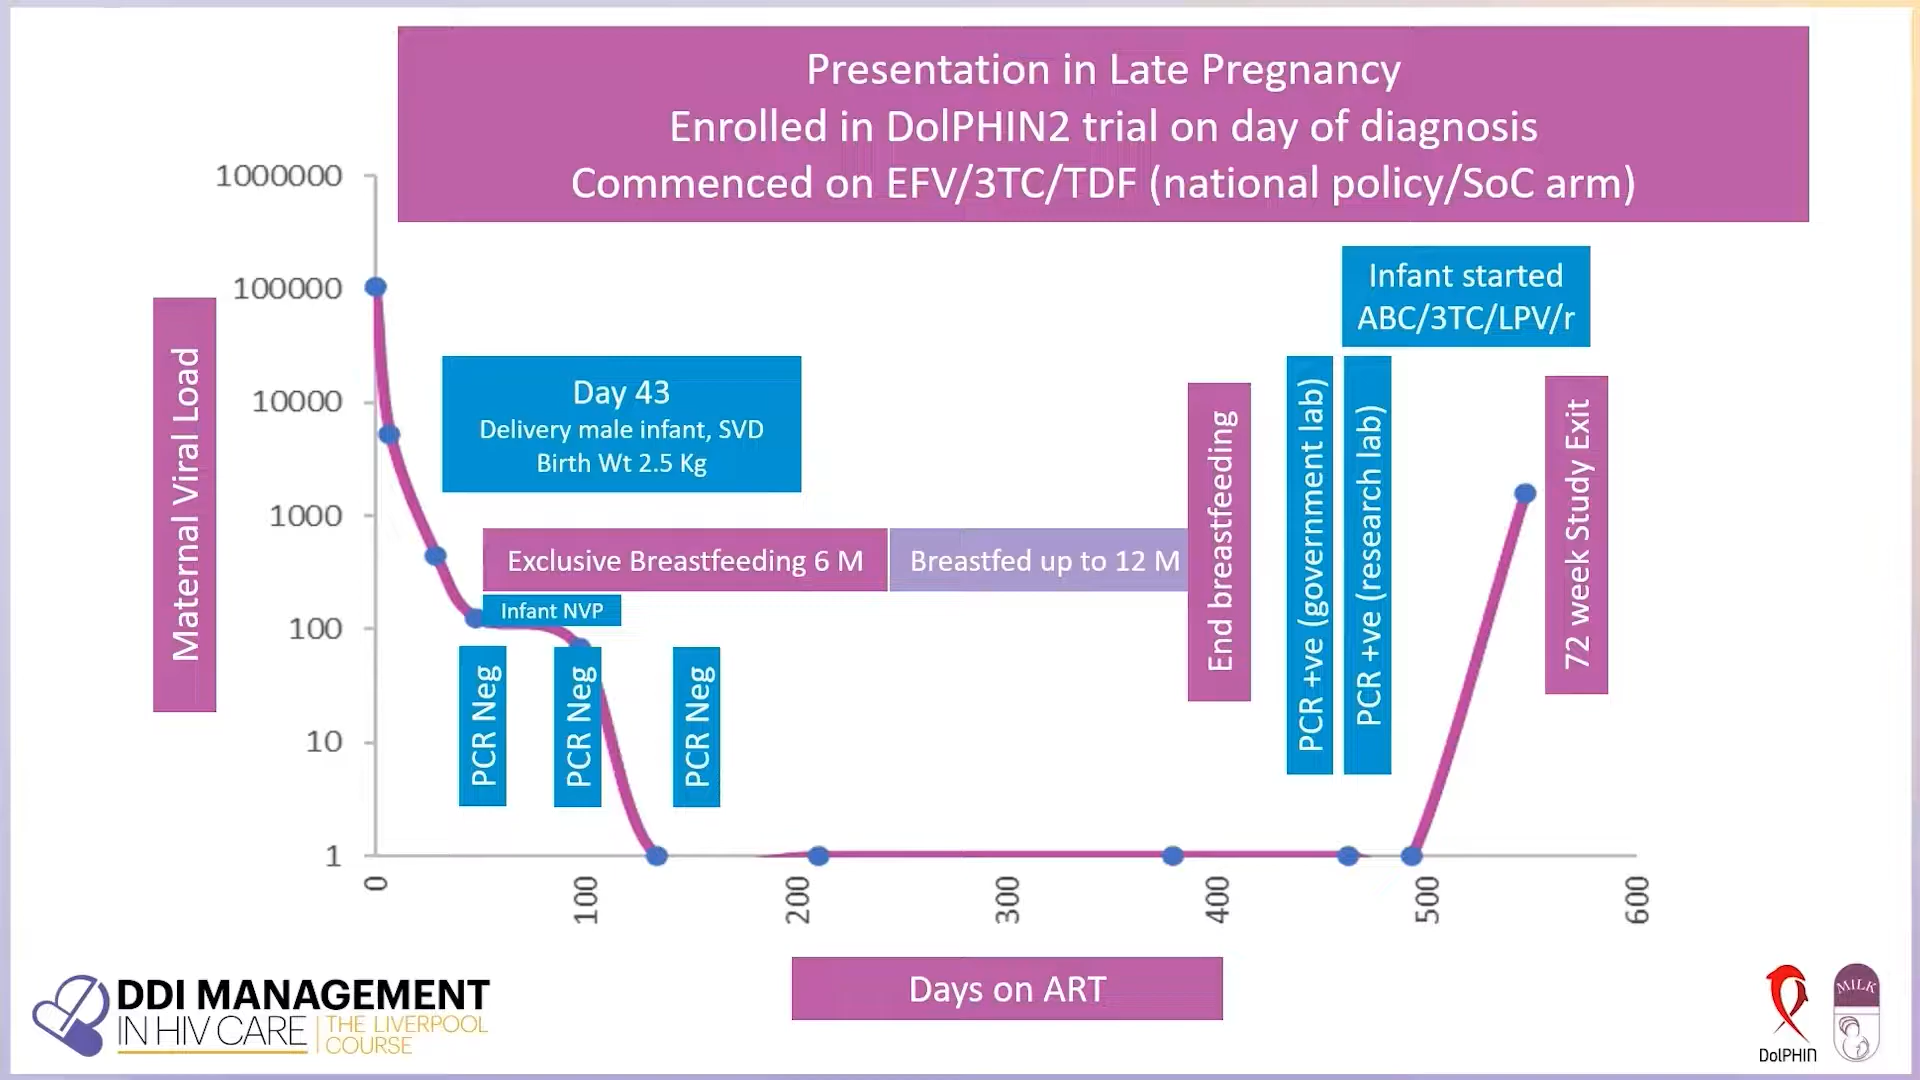 Presentation in Late Pregnancy
Enrolled in DolPHIN2 trial on day of diagnosis
Commenced on EFV/3TC/TDF (national policy/SoC arm)
Maternal Viral Load
1000000
100000
10000
1000
100
10
1
Day 43
Delivery male infant, SVD
Birth Wt 2.5 Kg
Exclusive Breastfeeding 6 M
Breastfed up to 12 M
Infant NVP
PCR Neg
PCR Neg
PCR Neg
End breastfeeding
PCR +ve (government lab)
PCR +ve (research lab)
Infant started
ABC/3TC/LPV/r
72 week Study Exit
0
100
200
300
400
500
600
Days on ART
DDI MANAGEMENT
IN HIV CARE
THE LIVERPOOL
COURSE
DolPHIN
MILK